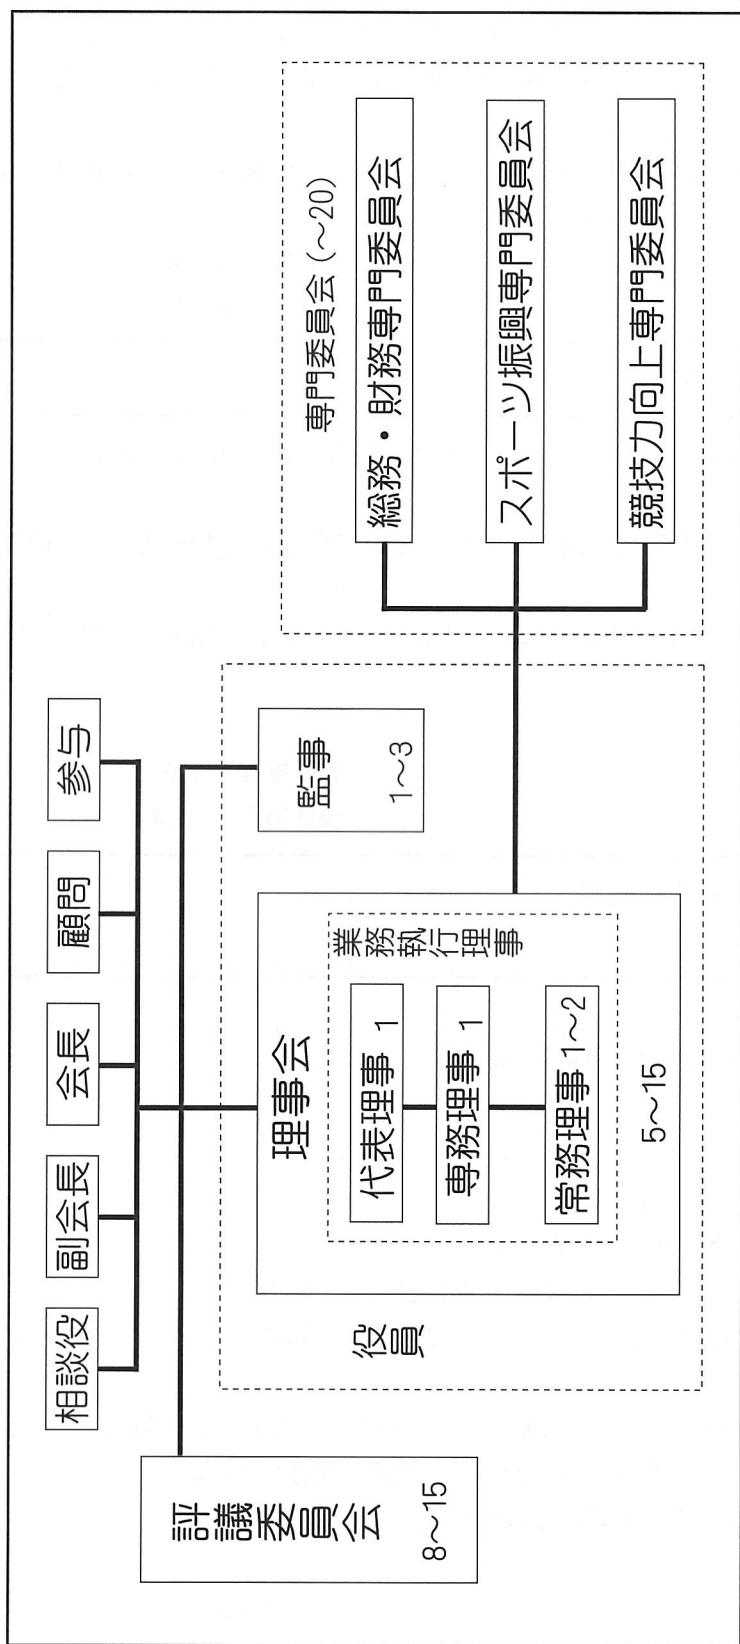 相談役
副会長
会長
顧問
参与
評議委員会
8～15
役員
理事会
業務執行理事
代表理事 1
専務理事 1
常務理事 1～2
5～15
監事
1～3
専門委員会 (～20)
総務・財務専門委員会
スポーツ振興専門委員会
競技力向上専門委員会